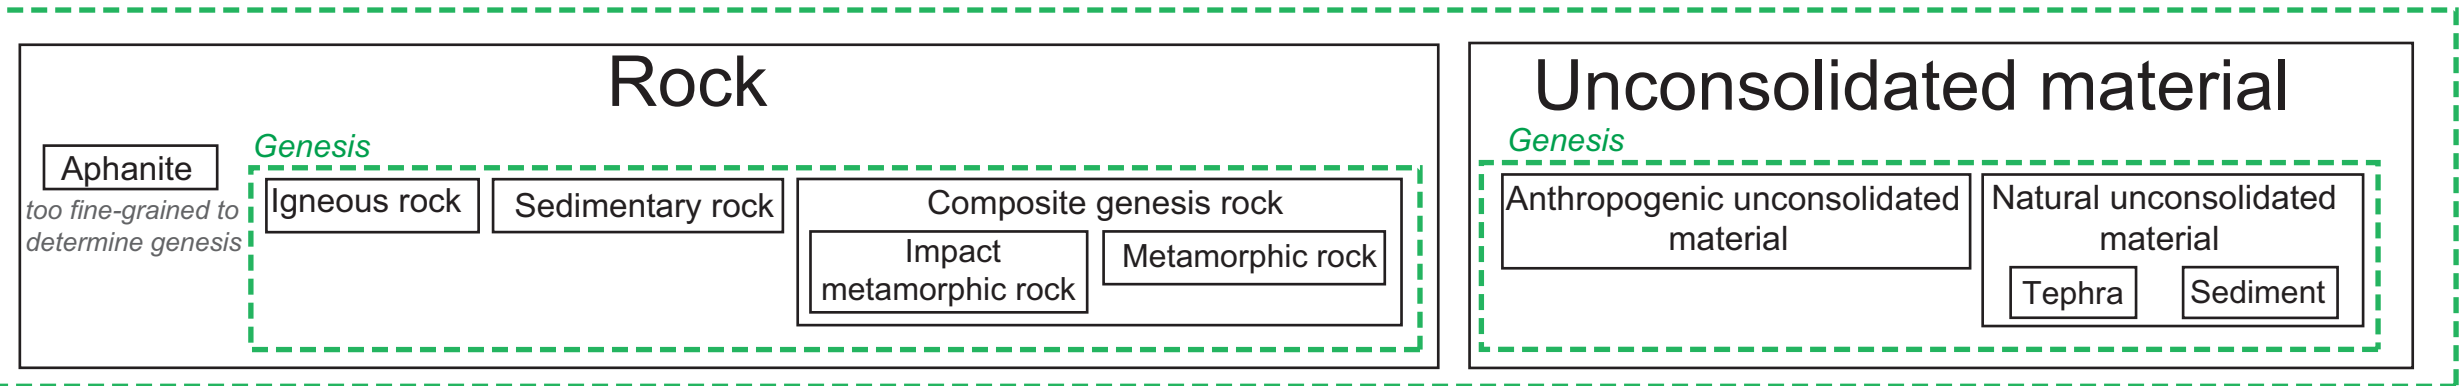 Rock
Aphanite
too fine-grained to
determine genesis
Genesis
Igneous rock
Sedimentary rock
Composite genesis rock
Impact
metamorphic rock
Metamorphic rock
Unconsolidated material
Genesis
Anthropogenic unconsolidated
material
Natural unconsolidated
material
Tephra
Sediment